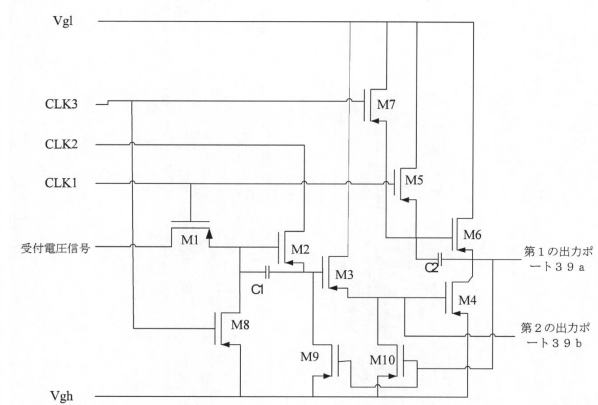 Vgl
CLK3
M7
CLK2
CLK1
M5
受付電圧信号
M1
M2
M6
第1の出力ポ
ート39a
C1
M3
C2
M4
M8
第2の出力ポ
ート39b
M9
M10
Vgh